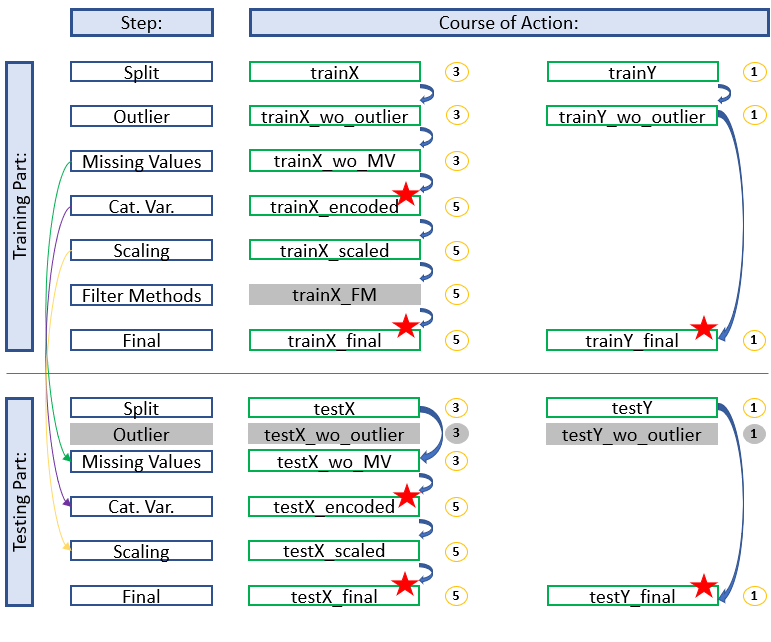 Step: Course of Action:
Training Part:
Split trainX 3 trainY 1
Outlier trainX_wo_outlier 3 trainY_wo_outlier 1
Missing Values trainX_wo_MV 3
Cat. Var. trainX_encoded 5
Scaling trainX_scaled 5
Filter Methods trainX_FM 5
Final trainX_final 5 trainY_final 1
Testing Part:
Split testX 3 testY 1
Outlier testX_wo_outlier 3 testY_wo_outlier 1
Missing Values testX_wo_MV 3
Cat. Var. testX_encoded 5
Scaling testX_scaled 5
Final testX_final 5 testY_final 1